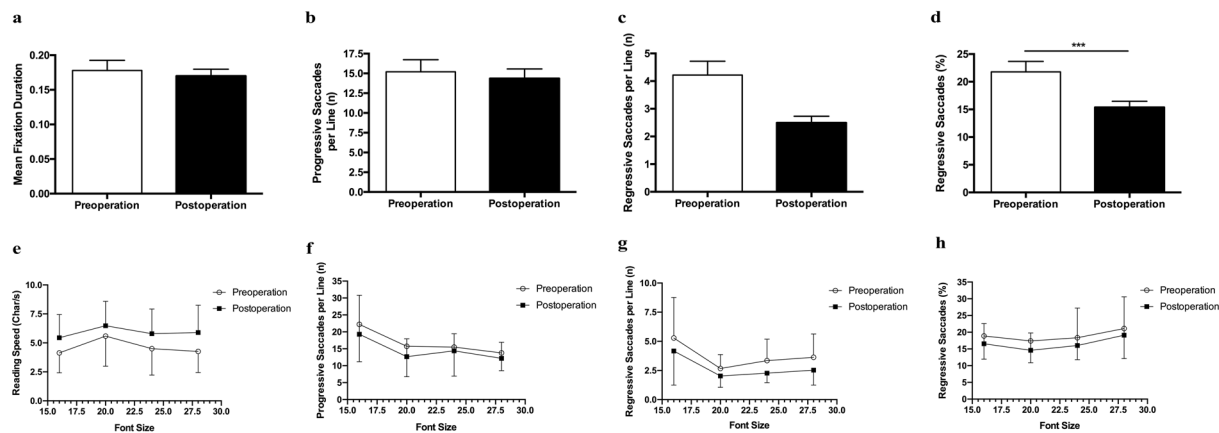 a
Mean Fixation Duration
0.20
0.15
0.10
0.05
0.00
Preoperation Postoperation
b
Progressive Saccades
per Line (n)
17.5
15.0
12.5
10.0
7.5
5.0
2.5
0.0
Preoperation Postoperation
c
Regressive Saccades per Line (n)
5
4
3
2
1
0
Preoperation Postoperation
d
Regressive Saccades (%)
25
20
15
10
5
0
***
Preoperation Postoperation
e
Reading Speed (Char/s)
10.0
7.5
5.0
2.5
0.0
15.0 17.5 20.0 22.5 25.0 27.5 30.0
Font Size
Preoperation
Postoperation
f
Progressive Saccades per Line (n)
35
30
25
20
15
10
5
0
15.0 17.5 20.0 22.5 25.0 27.5 30.0
Font Size
Preoperation
Postoperation
g
Regressive Saccades per Line (n)
10.0
7.5
5.0
2.5
0.0
15.0 17.5 20.0 22.5 25.0 27.5 30.0
Font Size
Preoperation
Postoperation
h
Regressive Saccades (%)
35
30
25
20
15
10
5
0
15.0 17.5 20.0 22.5 25.0 27.5 30.0
Font Size
Preoperation
Postoperation